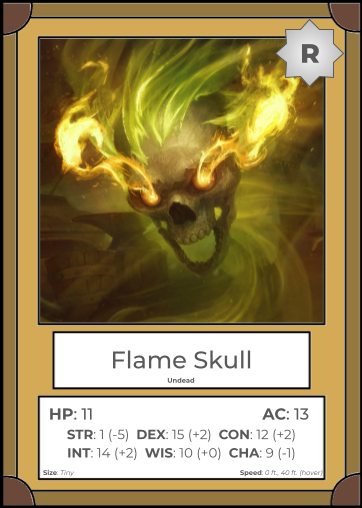 R
Flame Skull
Undead
HP: 11 AC: 13
STR: 1 (-5) DEX: 15 (+2) CON: 12 (+2)
INT: 14 (+2) WIS: 10 (+0) CHA: 9 (-1)
Size: Tiny Speed: 0 ft., 40 ft. (hover)